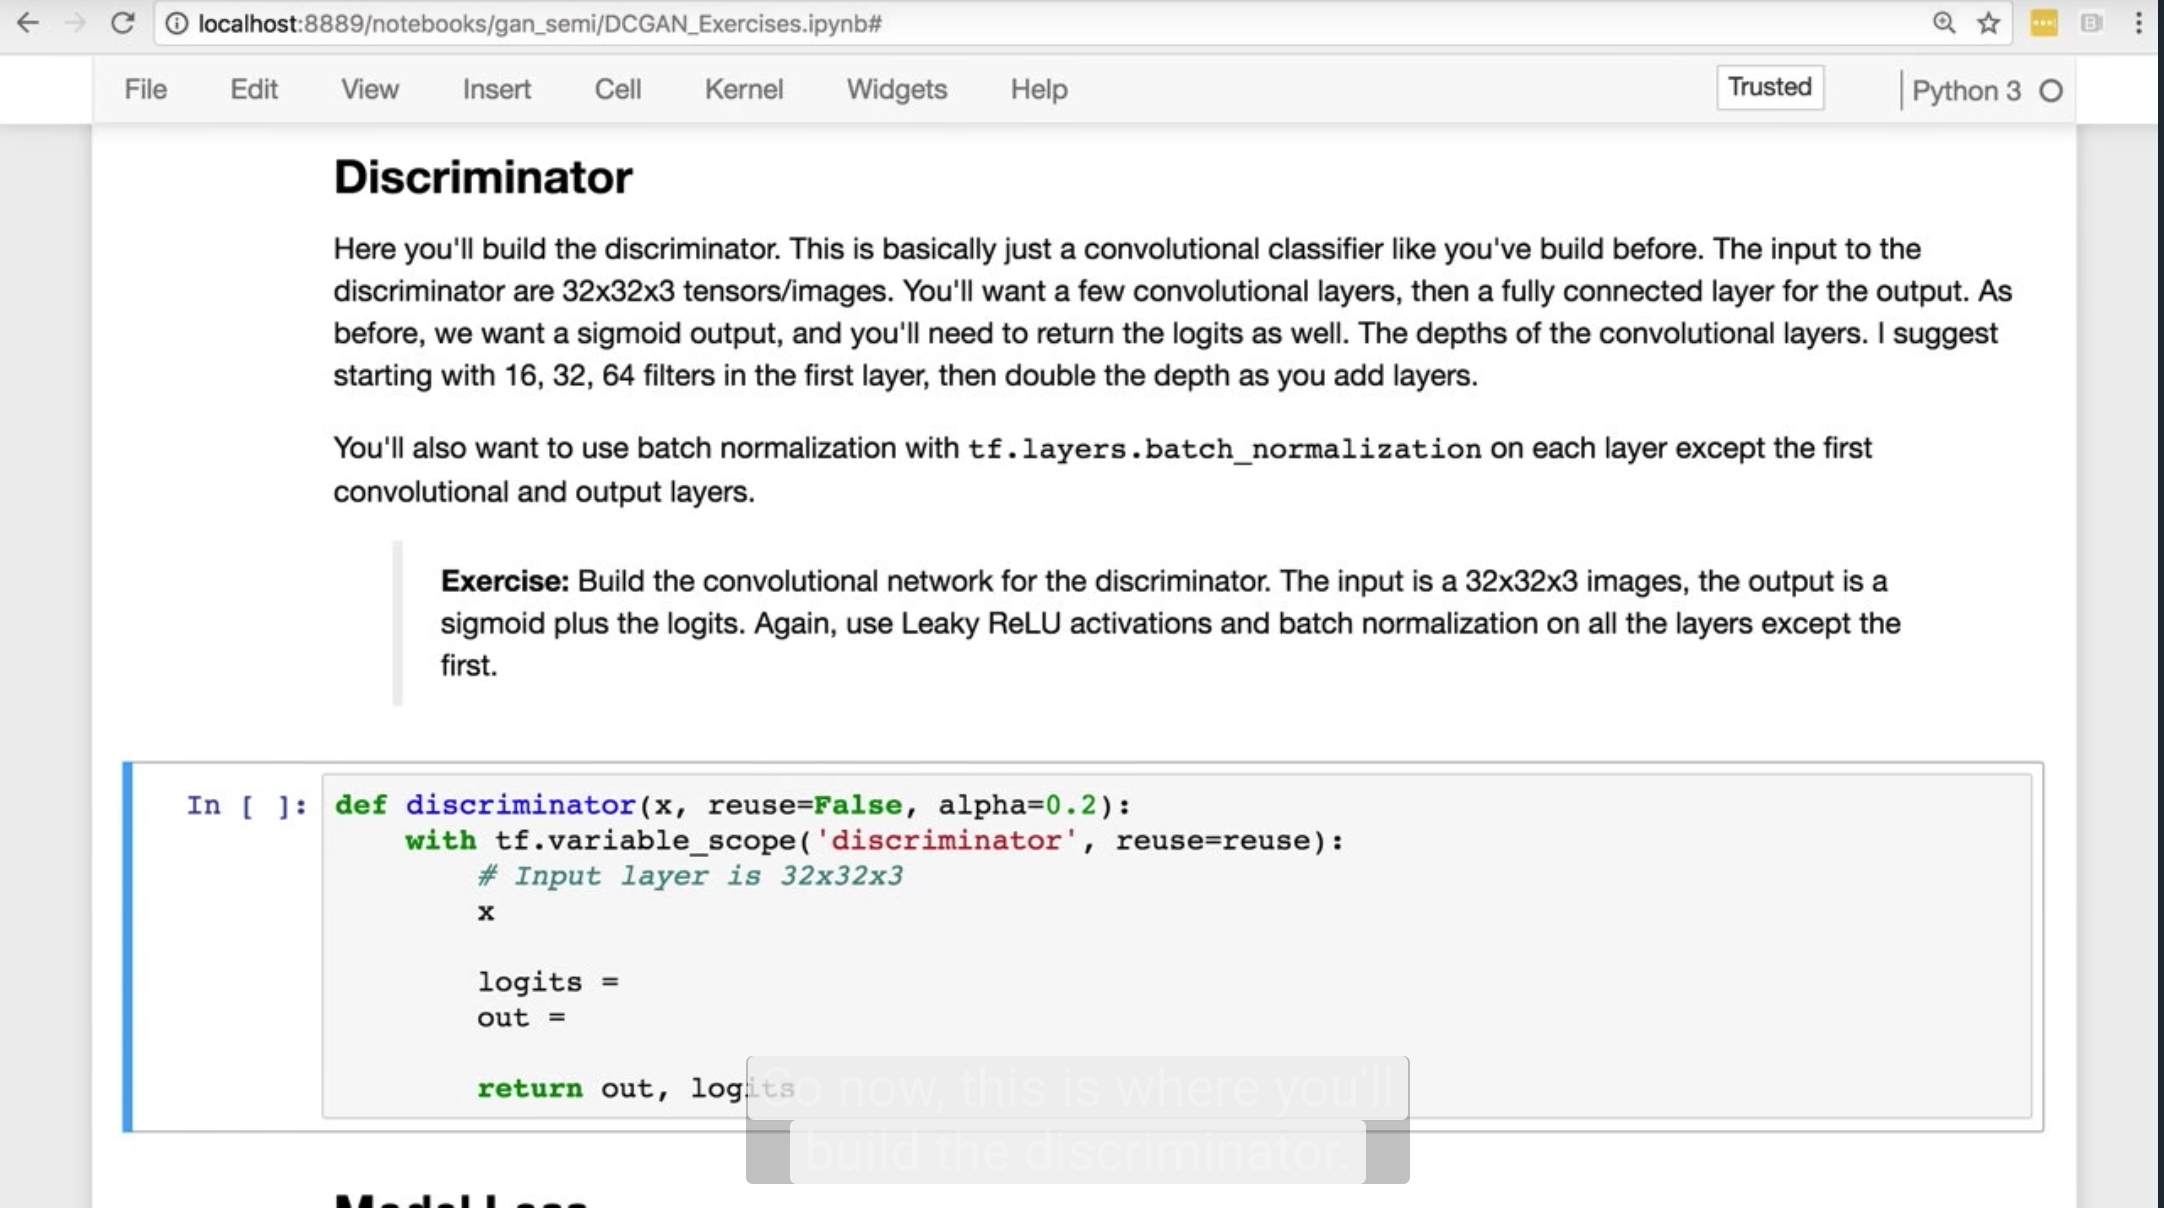 localhost:8889/notebooks/gan_semi/DCGAN_Exercises.ipynb#
File Edit View Insert Cell Kernel Widgets Help Trusted Python 3
Discriminator
Here you'll build the discriminator. This is basically just a convolutional classifier like you've build before. The input to the
discriminator are 32x32x3 tensors/images. You'll want a few convolutional layers, then a fully connected layer for the output. As
before, we want a sigmoid output, and you'll need to return the logits as well. The depths of the convolutional layers. I suggest
starting with 16, 32, 64 filters in the first layer, then double the depth as you add layers.
You'll also want to use batch normalization with tf.layers.batch_normalization on each layer except the first
convolutional and output layers.
Exercise: Build the convolutional network for the discriminator. The input is a 32x32x3 images, the output is a
sigmoid plus the logits. Again, use Leaky ReLU activations and batch normalization on all the layers except the
first.
In [ ]: def discriminator(x, reuse=False, alpha=0.2):
with tf.variable_scope('discriminator', reuse=reuse):
# Input layer is 32x32x3
x
logits =
out =
return out, logits
So now, this is where you'll
build the discriminator.
Model Loss